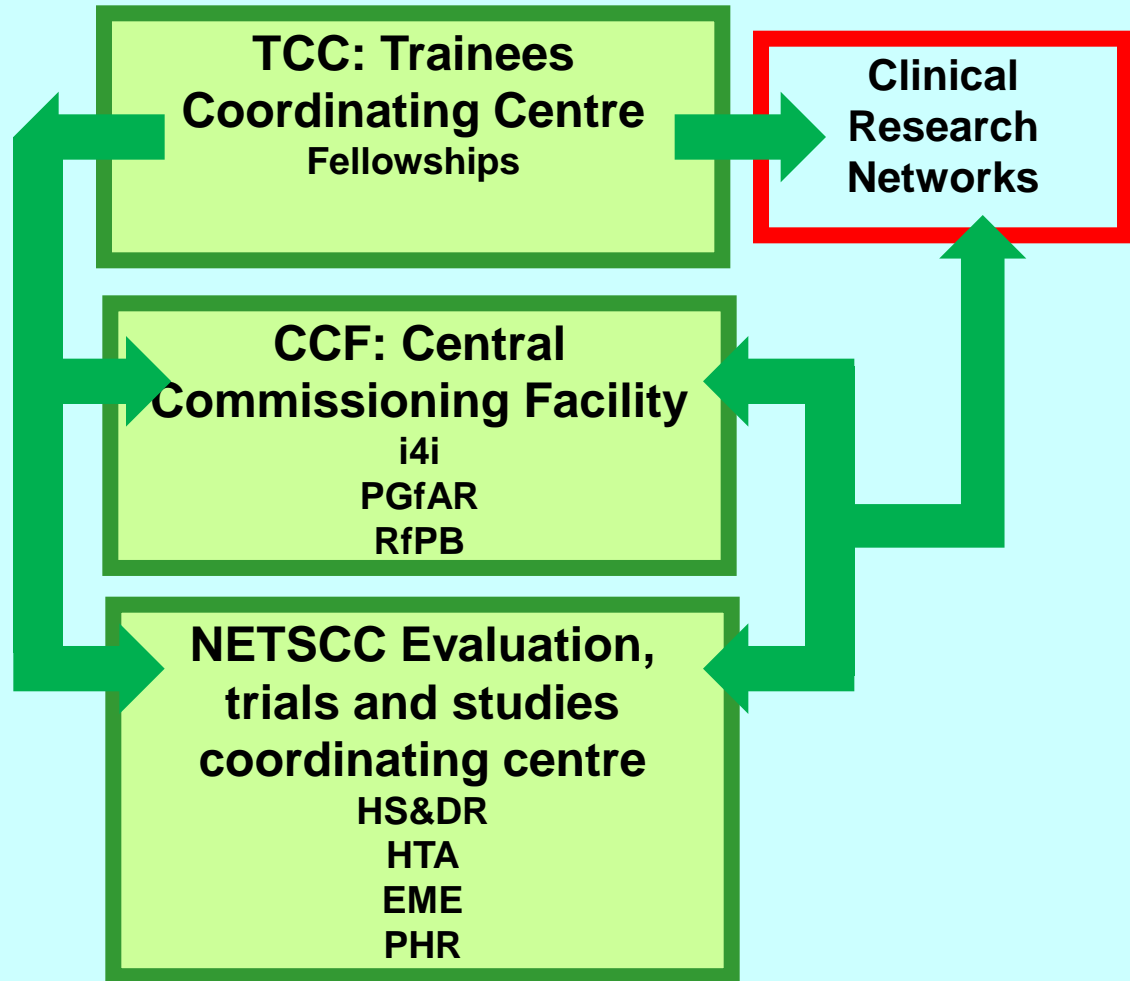 TCC: Trainees
Coordinating Centre
Fellowships
Clinical
Research
Networks
CCF: Central
Commissioning Facility
i4i
PGfAR
RfPB
NETSCC Evaluation,
trials and studies
coordinating centre
HS&DR
HTA
EME
PHR